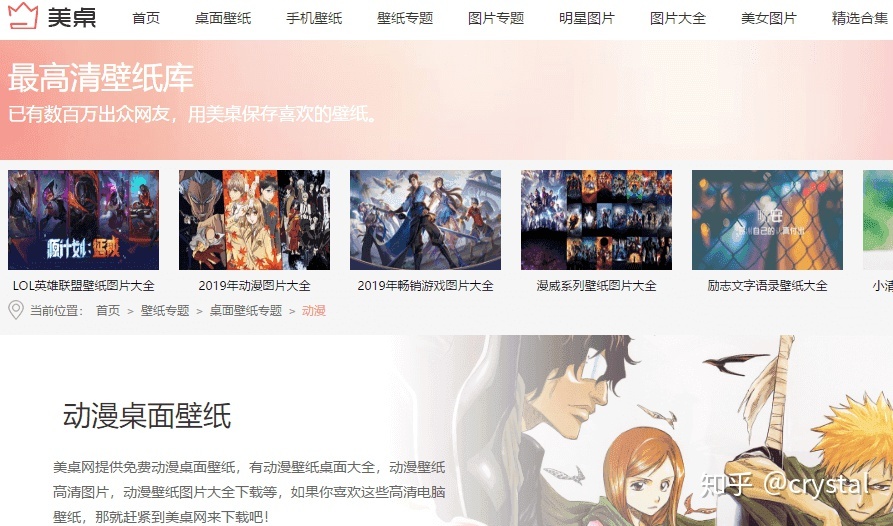 美桌 首页 桌面壁纸 手机壁纸 壁纸专题 图片专题 明星图片 图片大全 美女图片 精选合集
最高清壁纸库
已有数百万出众网友，用美桌保存喜欢的壁纸。
LOL英雄联盟壁纸图片大全 2019年动漫图片大全 2019年畅销游戏图片大全 漫威系列壁纸图片大全 励志文字语录壁纸大全 小清
当前位置： 首页 > 壁纸专题 > 桌面壁纸专题 > 动漫
动漫桌面壁纸
美桌网提供免费动漫桌面壁纸，有动漫壁纸桌面大全，动漫壁纸
高清图片，动漫壁纸图片大全下载等，如果你喜欢这些高清电脑
壁纸，那就赶紧到美桌网来下载吧！
知乎 @crystal